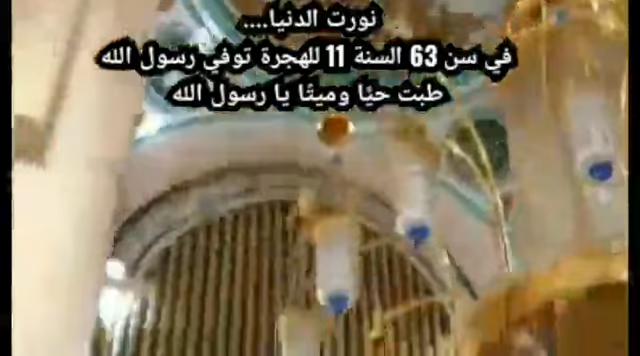 نورت الدنيا....
في سن 63 السنة 11 للهجرة توفي رسول الله
طبت حيًا وميتًا يا رسول الله